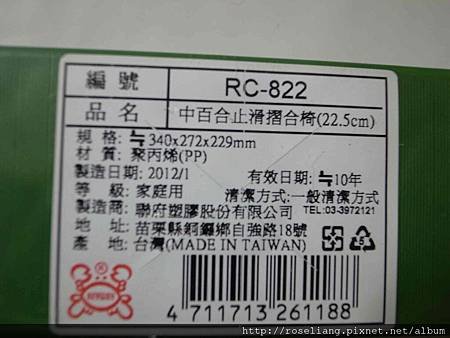 編號 RC-822
品名 中百合止滑摺合椅(22.5cm)
規格:≒340x272x229mm
材質:聚丙烯(PP)
製造日期:2012/1 有效日期:≒10年
等級:家庭用 清潔方式:一般清潔方式
製造商:聯府塑膠股份有限公司 TEL:03-3972121
地址:苗栗縣銅鑼鄉自強路18號
產地:台灣(MADE IN TAIWAN)
4 711713 261188
http://roseliang.pixnet.net/album